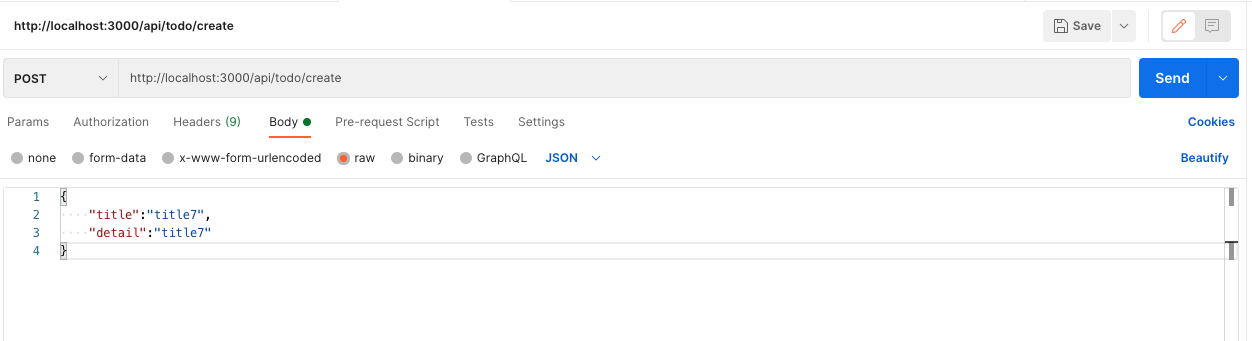 http://localhost:3000/api/todo/create Save
POST http://localhost:3000/api/todo/create Send
Params Authorization Headers (9) Body Pre-request Script Tests Settings Cookies
none form-data x-www-form-urlencoded raw binary GraphQL JSON Beautify
1 {
2 "title":"title7",
3 "detail":"title7"
4 }